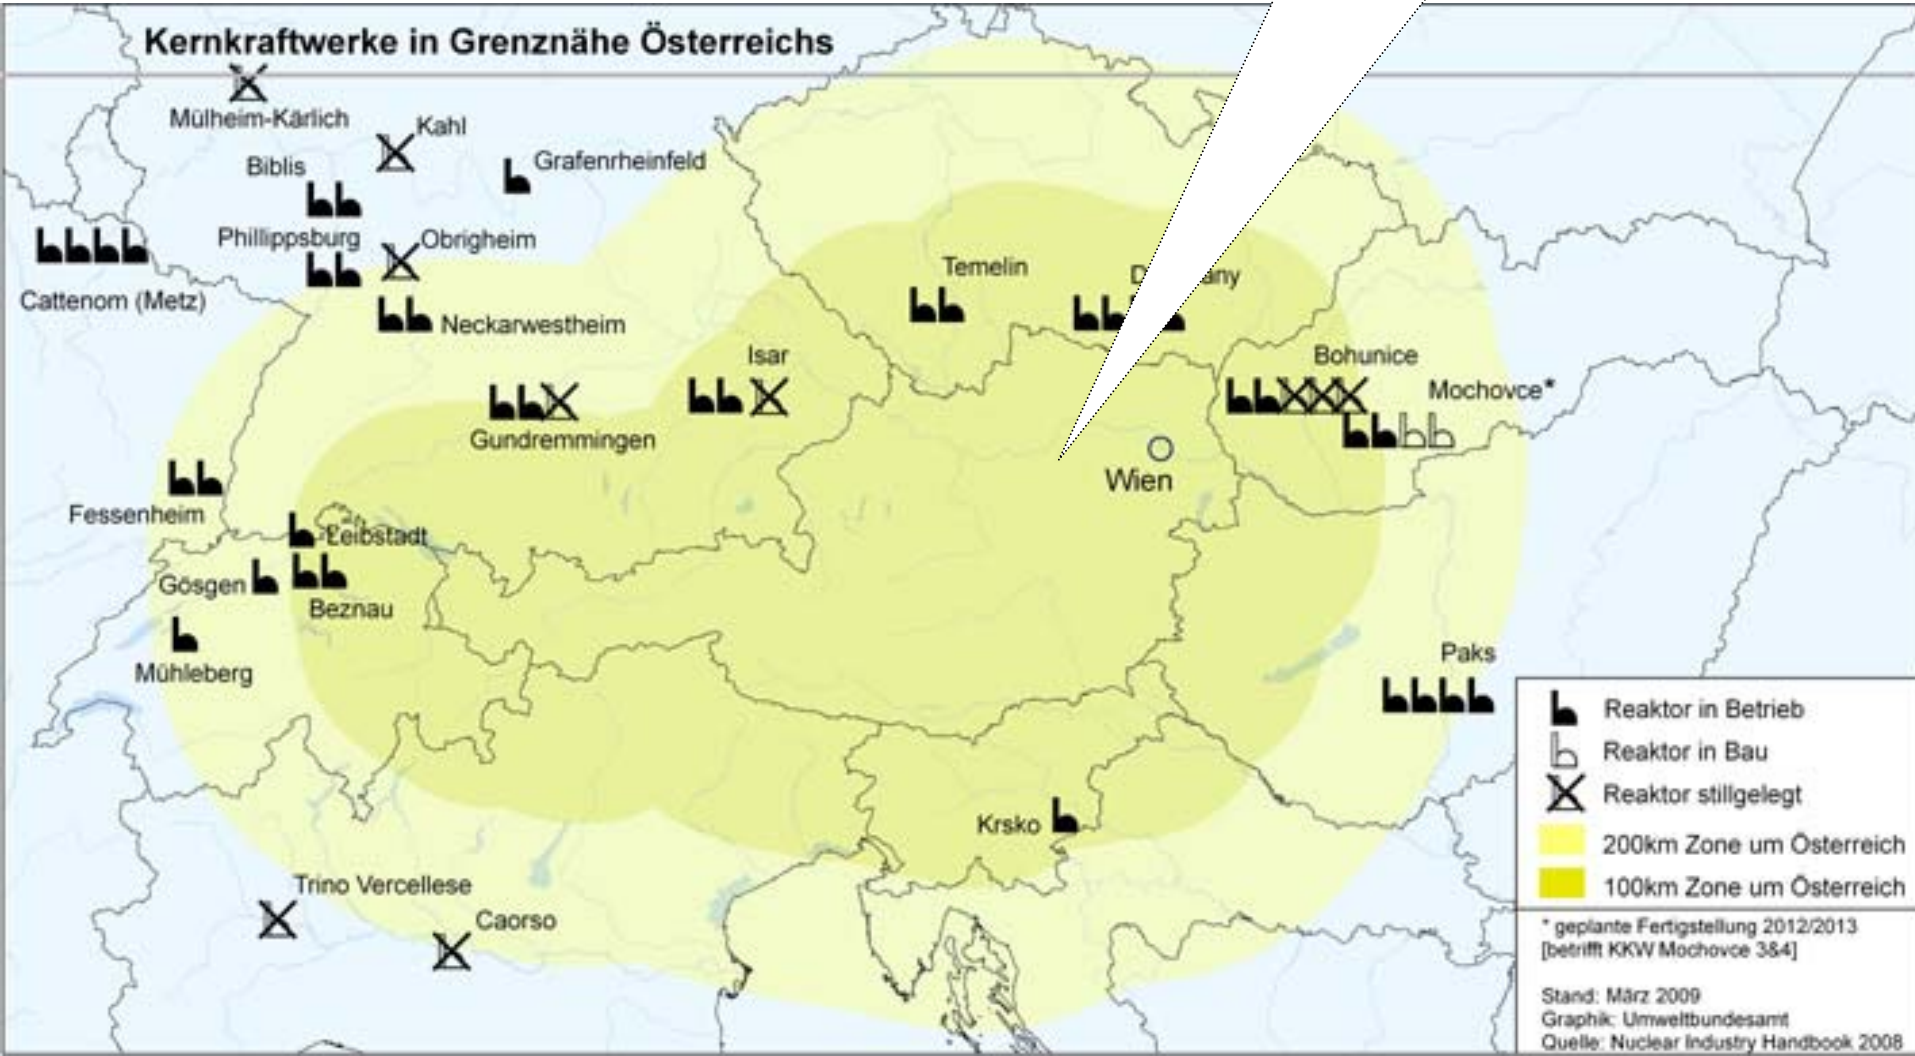 Kernkraftwerke in Grenznähe Österreichs
Mülheim-Kärlich
Kahl
Biblis
Grafenrheinfeld
Phillippsburg
Obrigheim
Cattenom (Metz)
Neckarwestheim
Temelin
Isar
Bohunice
Mochovce*
Gundremmingen
Wien
Fessenheim
Leibstadt
Gösgen
Beznau
Mühleberg
Paks
Krsko
Trino Vercellese
Caorso
Reaktor in Betrieb
Reaktor in Bau
Reaktor stillgelegt
200km Zone um Österreich
100km Zone um Österreich
* geplante Fertigstellung 2012/2013
[betrifft KKW Mochovce 3&4]
Stand: März 2009
Graphik: Umweltbundesamt
Quelle: Nuclear Industry Handbook 2008